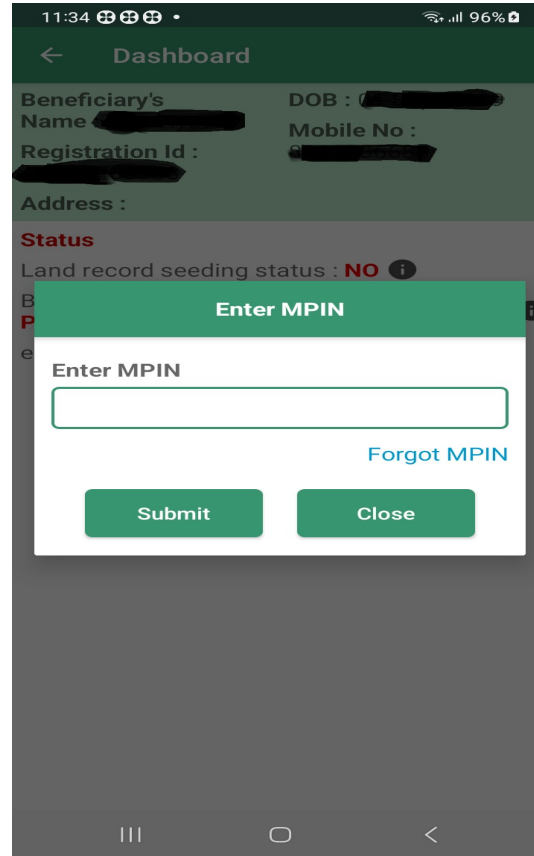 11:34
96%
Dashboard
Beneficiary's
Name
DOB :
Mobile No :
Registration Id :
Address :
Status
Land record seeding status : NO
B
P
e
Enter MPIN
Enter MPIN
Forgot MPIN
Submit
Close